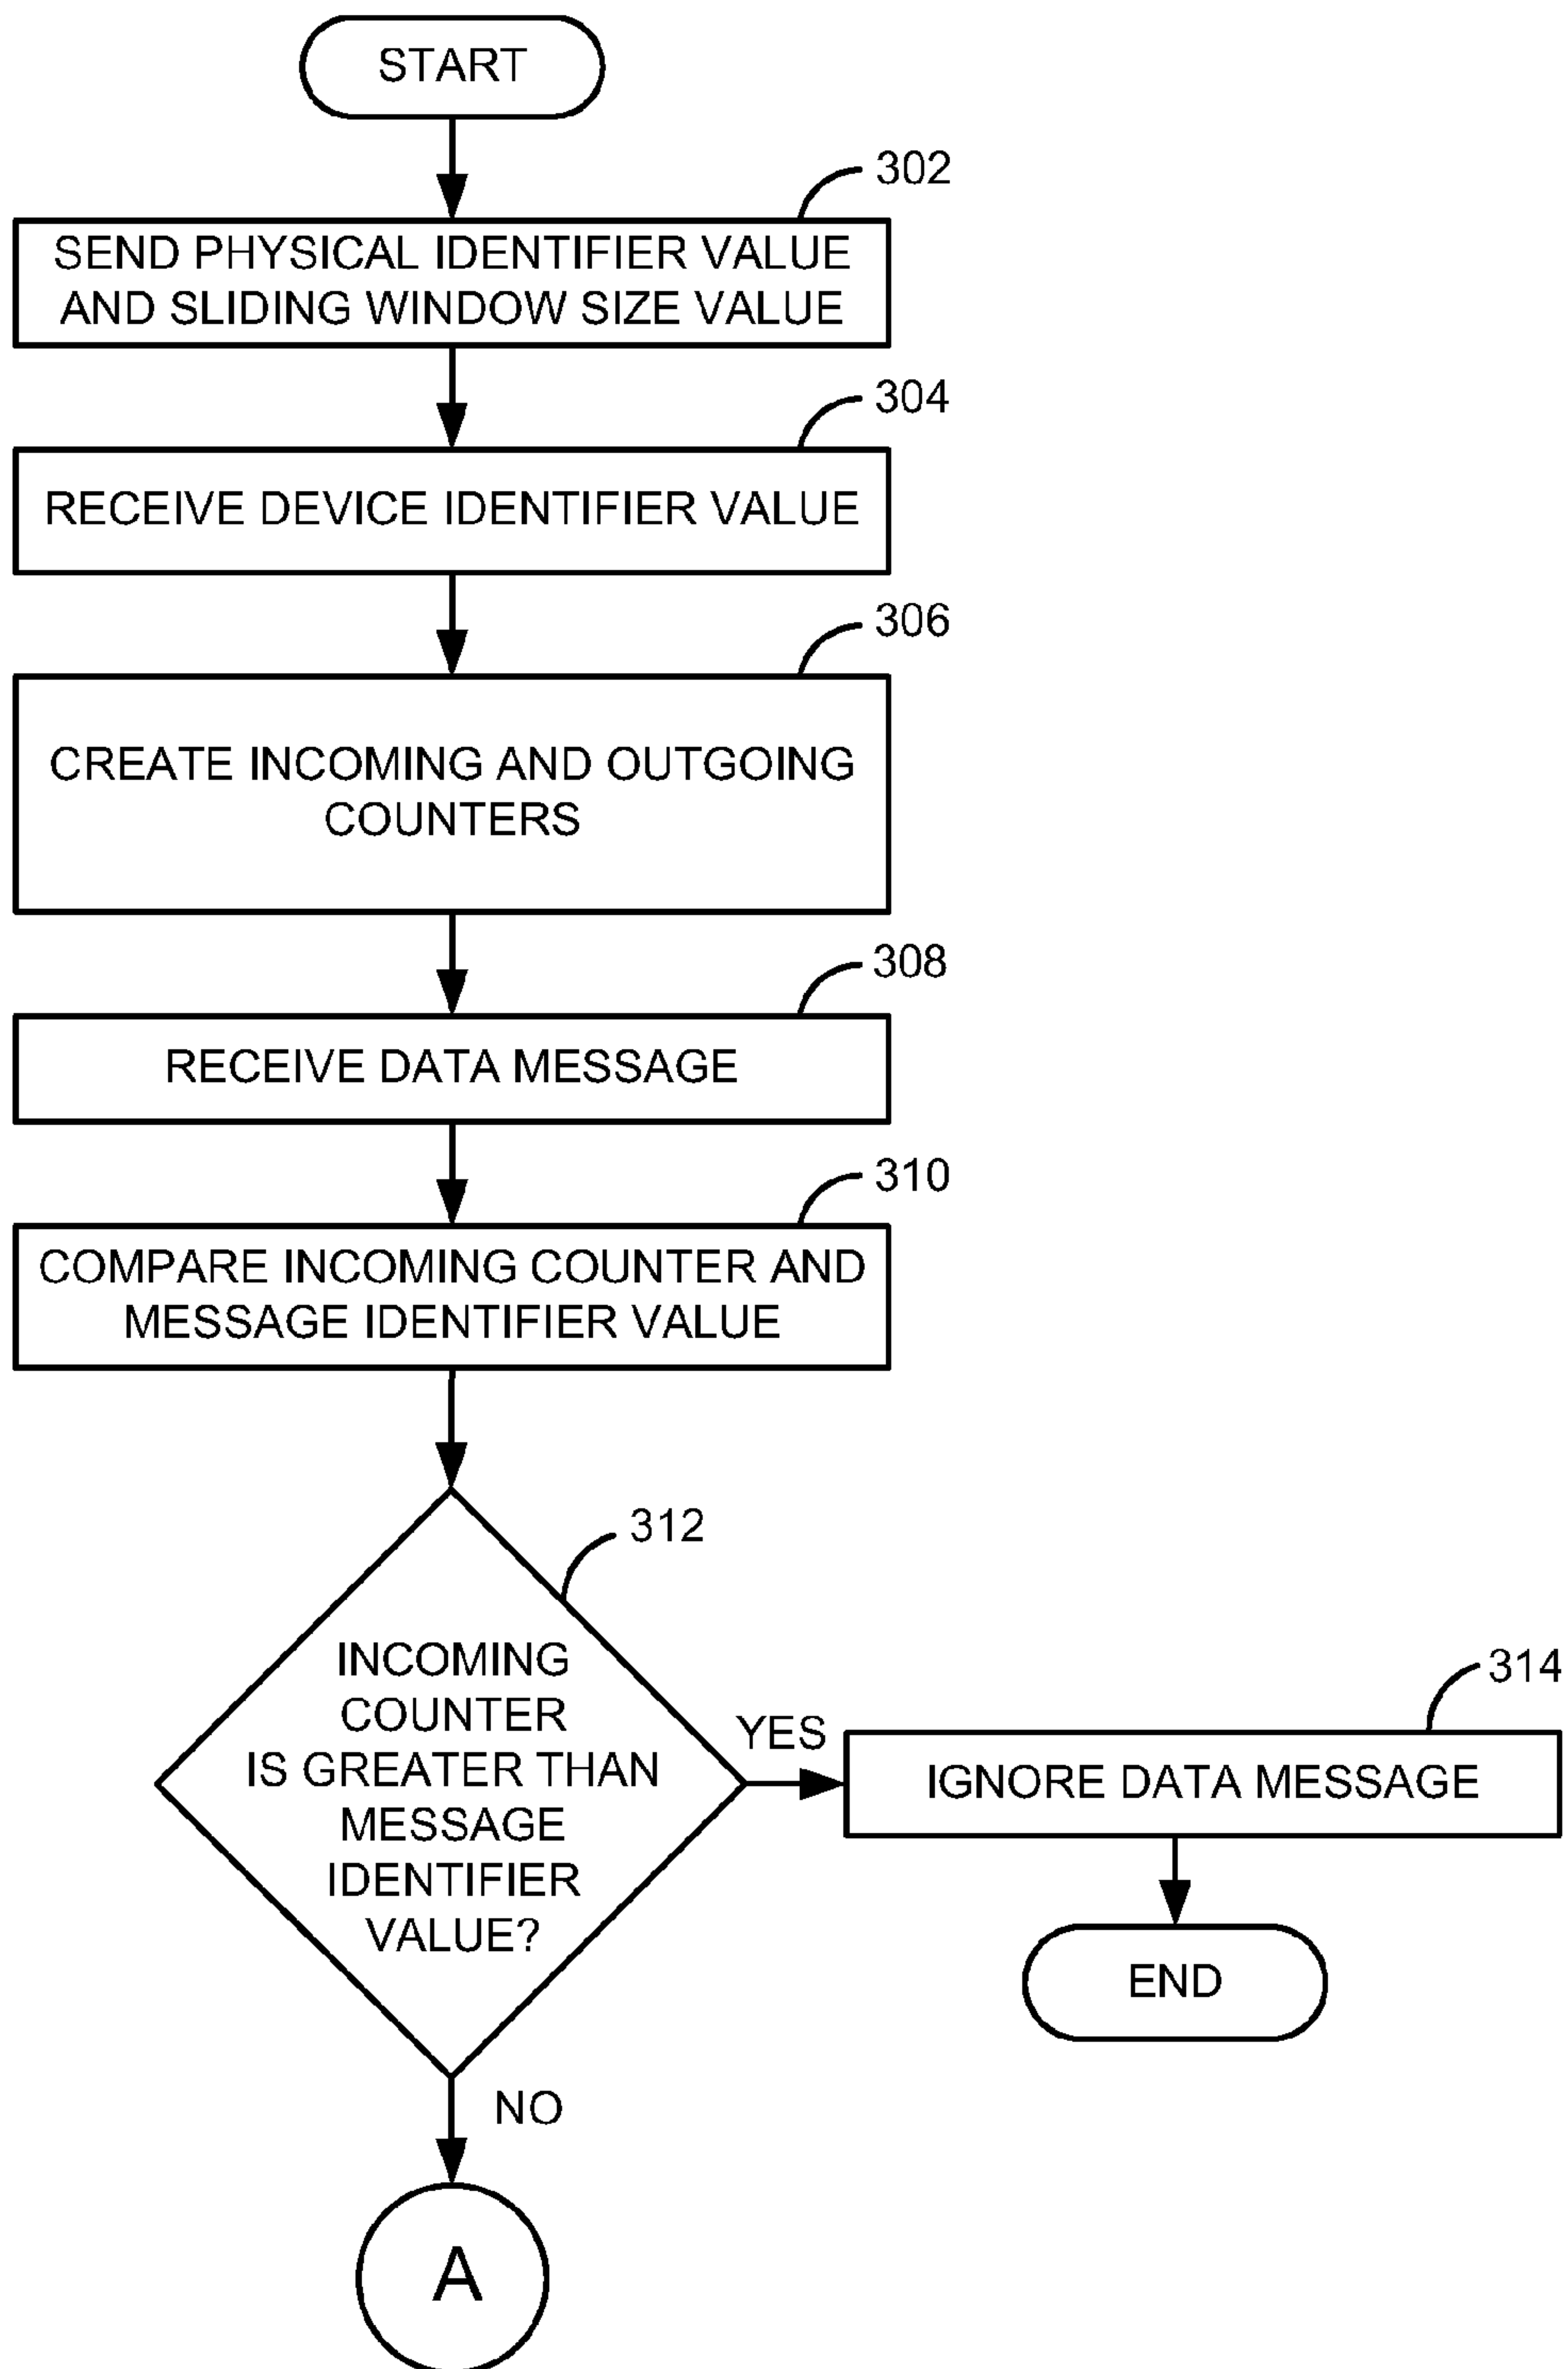 START
302
SEND PHYSICAL IDENTIFIER VALUE
AND SLIDING WINDOW SIZE VALUE
304
RECEIVE DEVICE IDENTIFIER VALUE
306
CREATE INCOMING AND OUTGOING
COUNTERS
308
RECEIVE DATA MESSAGE
310
COMPARE INCOMING COUNTER AND
MESSAGE IDENTIFIER VALUE
312
INCOMING
COUNTER
IS GREATER THAN
MESSAGE
IDENTIFIER
VALUE?
YES
314
IGNORE DATA MESSAGE
END
NO
A